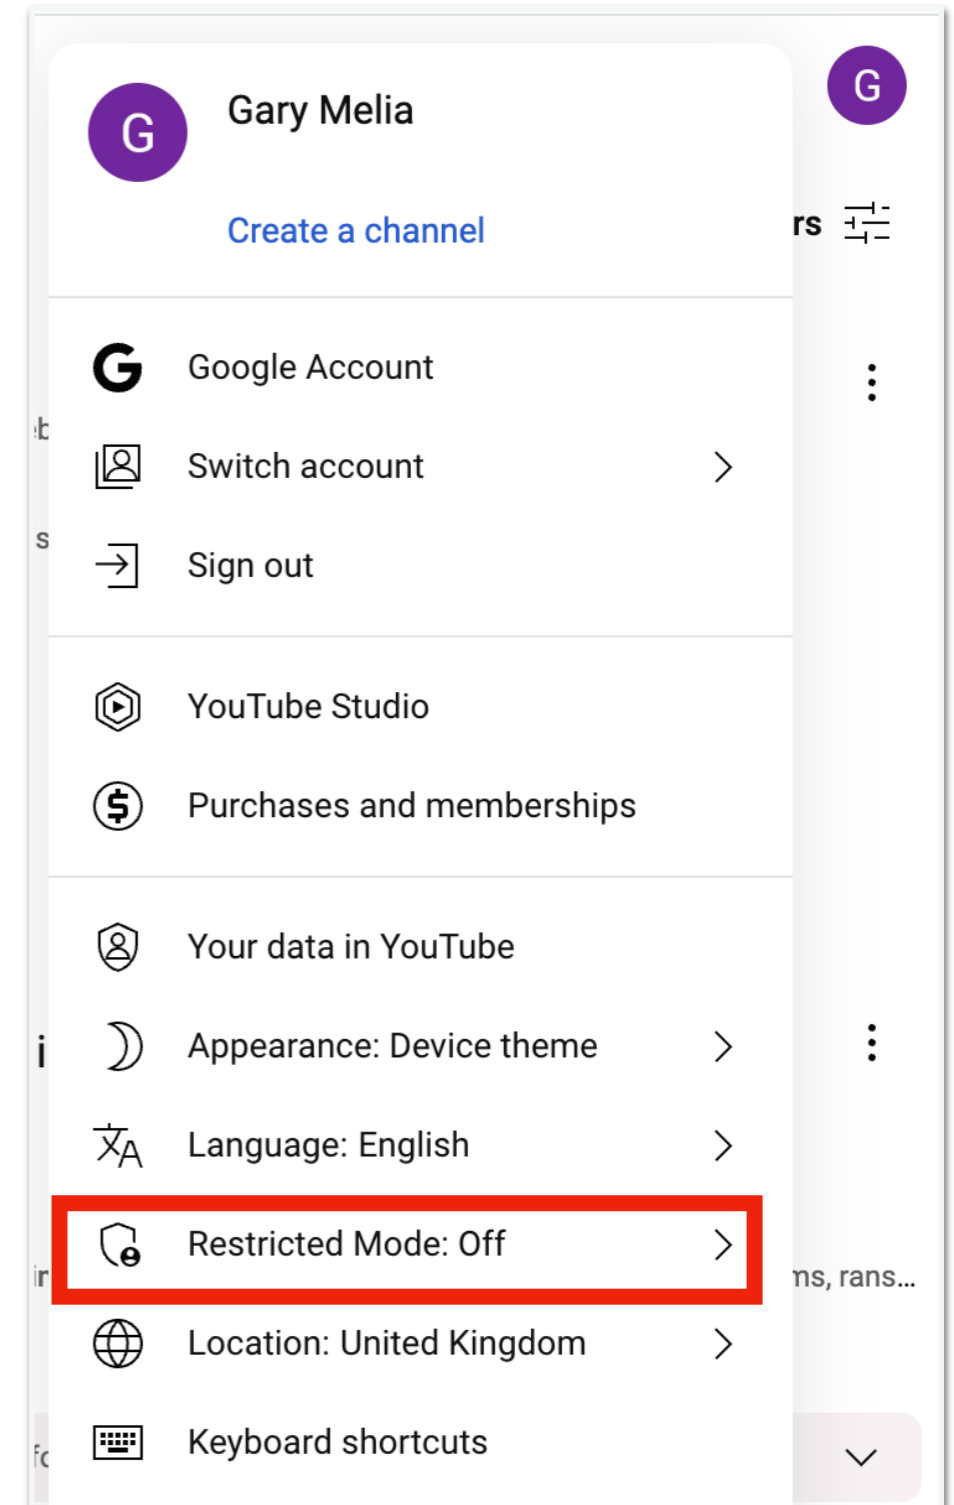 G
Gary Melia
G
Create a channel
rs
Google Account
Switch account
Sign out
YouTube Studio
Purchases and memberships
Your data in YouTube
Appearance: Device theme
Language: English
Restricted Mode: Off
ms, rans...
Location: United Kingdom
Keyboard shortcuts